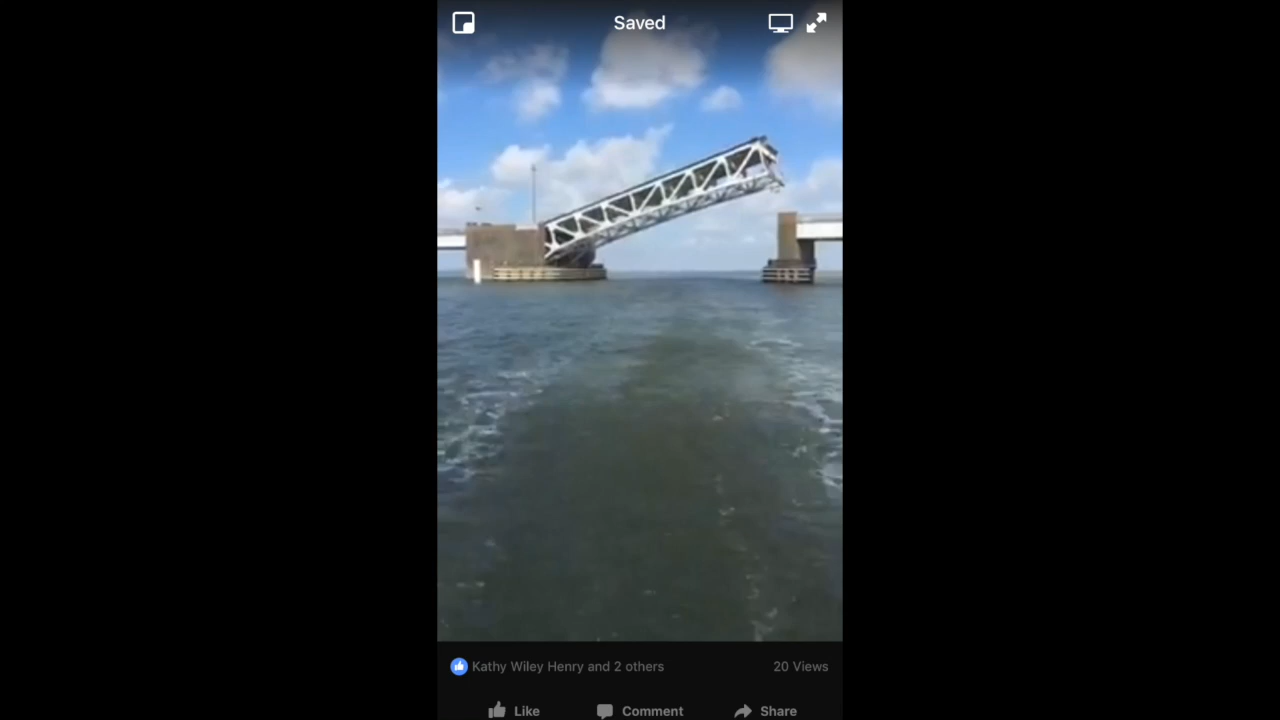 Saved
Kathy Wiley Henry and 2 others
20 Views
Like
Comment
Share